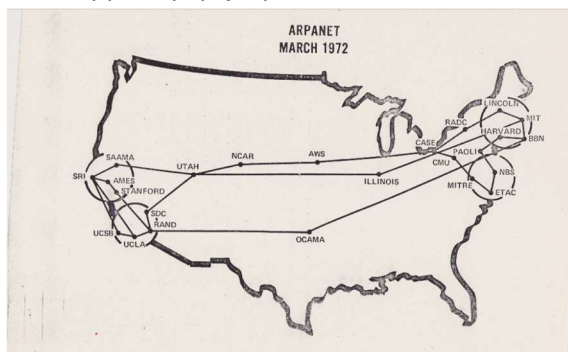 ARPANET
MARCH 1972
LINCOLN
RADC
MIT
HARVARD
CASE
BBN
PAOLI
CMU
AWS
NCAR
SAAMA
UTAH
NBS
SRI
AMES
ILLINOIS
MITRE
STANFORD
ETAC
SDC
RAND
UCSB
UCLA
OCAMA